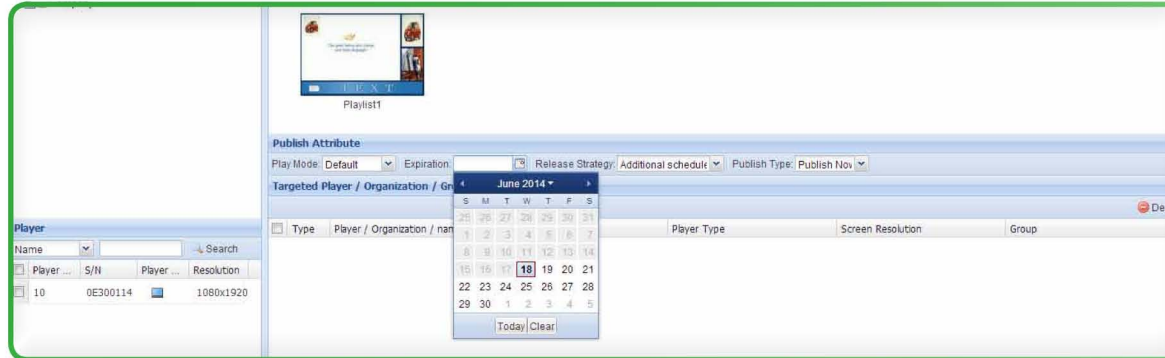 TEXT
Playlist1
Publish Attribute
Play Mode: Default Expiration: Release Strategy: Additional schedule Publish Type: Publish Nov
Targeted Player / Organization / Gr
June 2014
S M T W T F S
25 26 27 28 29 30 31
1 2 3 4 5 6 7
8 9 10 11 12 13 14
15 16 17 18 19 20 21
22 23 24 25 26 27 28
29 30 1 2 3 4 5
Today Clear
De
Type Player / Organization / nam Player Type Screen Resolution Group
Player
Name Search
Player ... S/N Player ... Resolution
10 0E300114 1080x1920